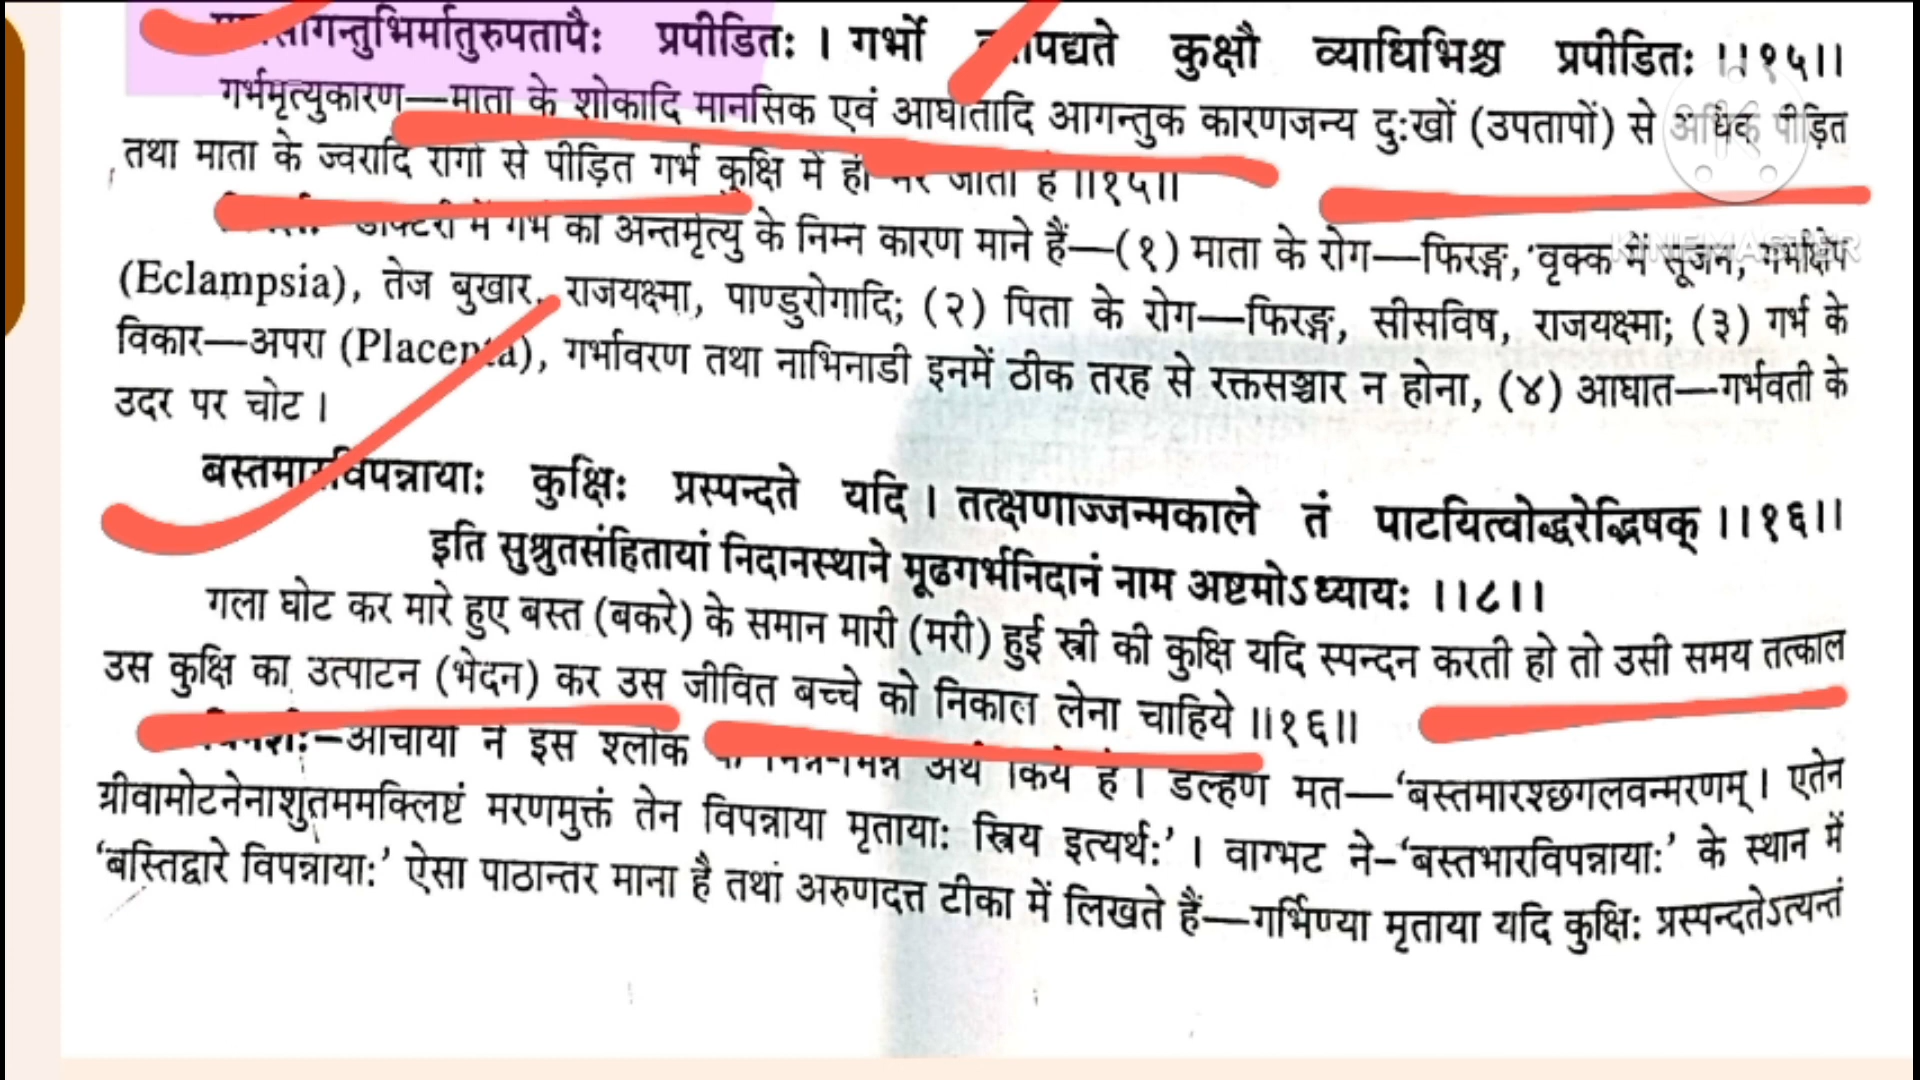 प्रपीडितः । गर्भो कुक्षौ व्याधिभिश्च प्रपीडितः ।।१५।।
गर्भमृत्युकारण—माता के शोकादि मानसिक एवं आघातादि आगन्तुक कारणजन्य दुःखों (उपतापों) से अधिक पीड़ित
तथा माता के ज्वरादि रोगों से पीड़ित गर्भ कुक्षि में ही मर जाता है ।।१५।।
डॉक्टरी में गर्भ की अन्तर्मृत्यु के निम्न कारण माने हैं—(१) माता के रोग—फिरङ्ग, वृक्क में सूजन, गर्भाक्षेप
(Eclampsia), तेज बुखार, राजयक्ष्मा, पाण्डुरोगादि; (२) पिता के रोग—फिरङ्ग, सीसविष, राजयक्ष्मा; (३) गर्भ के
विकार—अपरा (Placenta), गर्भावरण तथा नाभिनाडी इनमें ठीक तरह से रक्तसञ्चार न होना, (४) आघात—गर्भवती के
उदर पर चोट ।
बस्तमारविपन्नायाः कुक्षिः प्रस्पन्दते यदि । तत्क्षणाज्जन्मकाले तं पाटयित्वोद्धरेद्भिषक् ।।१६।।
इति सुश्रुतसंहितायां निदानस्थाने मूढगर्भनिदानं नाम अष्टमोऽध्यायः ।।८।।
गला घोट कर मारे हुए बस्त (बकरे) के समान मारी (मरी) हुई स्त्री की कुक्षि यदि स्पन्दन करती हो तो उसी समय तत्काल
उस कुक्षि का उत्पाटन (भेदन) कर उस जीवित बच्चे को निकाल लेना चाहिये ।।१६।।
विमर्शः—आचार्यों ने इस श्लोक के भिन्न-भिन्न अर्थ किये हैं । डल्हण मत—‘बस्तमारश्छगलवन्मरणम् । एतेन
ग्रीवामोटनेनाशुतममक्लिष्टं मरणमुक्तं तेन विपन्नाया मृतायाः स्त्रिय इत्यर्थः’ । वाग्भट ने–‘बस्तभारविपन्नायाः’ के स्थान में
‘बस्तिद्वारे विपन्नायाः’ ऐसा पाठान्तर माना है तथां अरुणदत्त टीका में लिखते हैं—गर्भिण्या मृताया यदि कुक्षिः प्रस्पन्दतेऽत्यन्तं
KINEMASTER